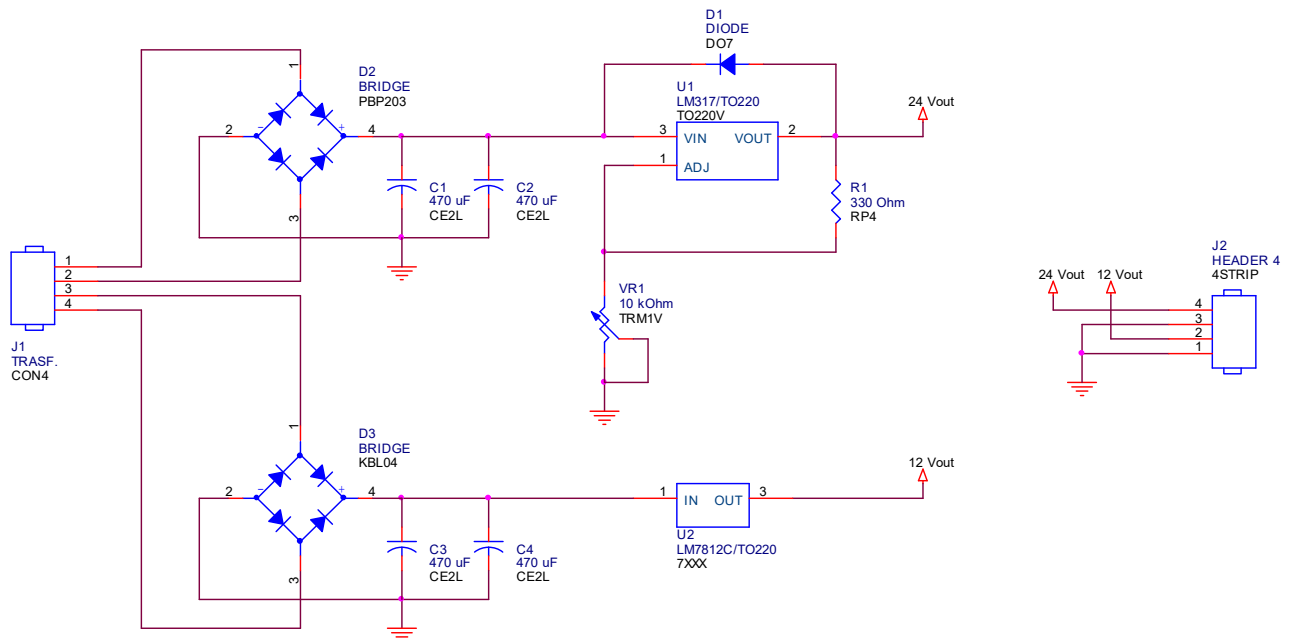 D1
DIODE
DO7
1
D2
BRIDGE
PBP203
2
-
+
4
3
U1
LM317/TO220
TO220V
3
VIN
VOUT
2
1
ADJ
24 Vout
C1
470 uF
CE2L
C2
470 uF
CE2L
R1
330 Ohm
RP4
1
2
3
4
J1
TRASF.
CON4
VR1
10 kOhm
TRM1V
24 Vout
12 Vout
J2
HEADER 4
4STRIP
4
3
2
1
1
D3
BRIDGE
KBL04
2
-
+
4
3
1
IN
OUT
3
U2
LM7812C/TO220
7XXX
12 Vout
C3
470 uF
CE2L
C4
470 uF
CE2L